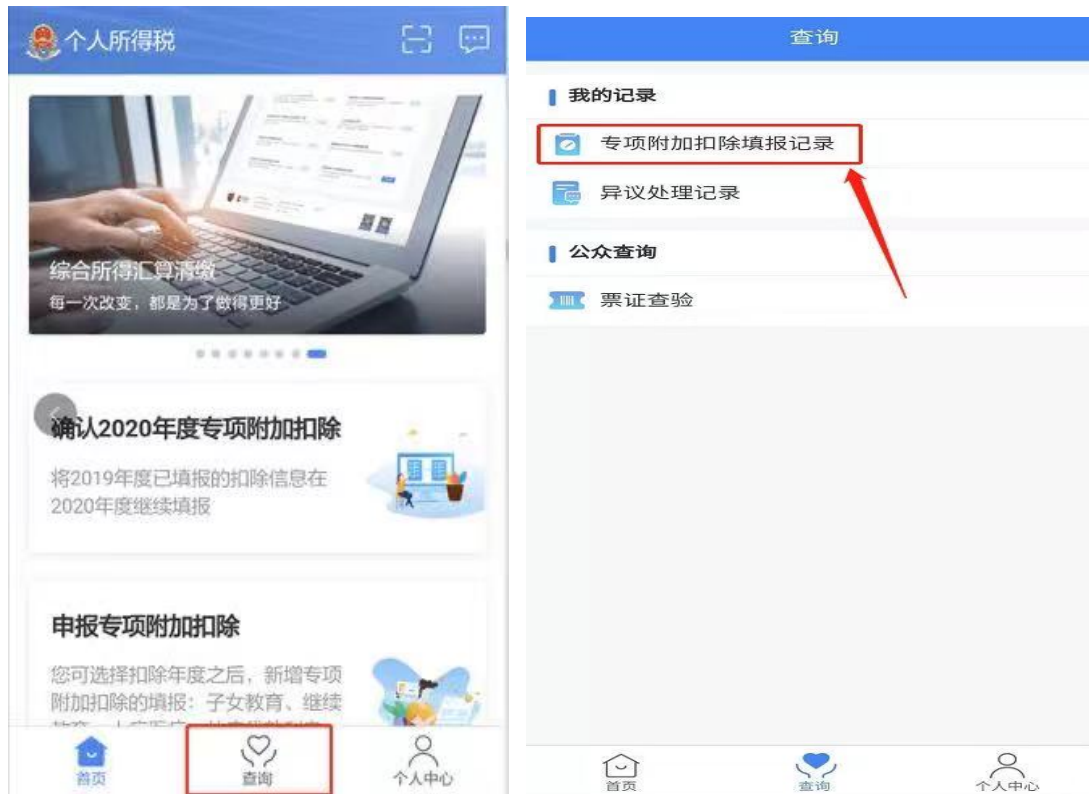 个人所得税
综合所得汇算清缴
每一次改变，都是为了做得更好
确认2020年度专项附加扣除
将2019年度已填报的扣除信息在
2020年度继续填报
申报专项附加扣除
您可选择扣除年度之后，新增专项
附加扣除的填报：子女教育、继续
首页
查询
个人中心
查询
我的记录
专项附加扣除填报记录
异议处理记录
公众查询
票证查验
首页
查询
个人中心